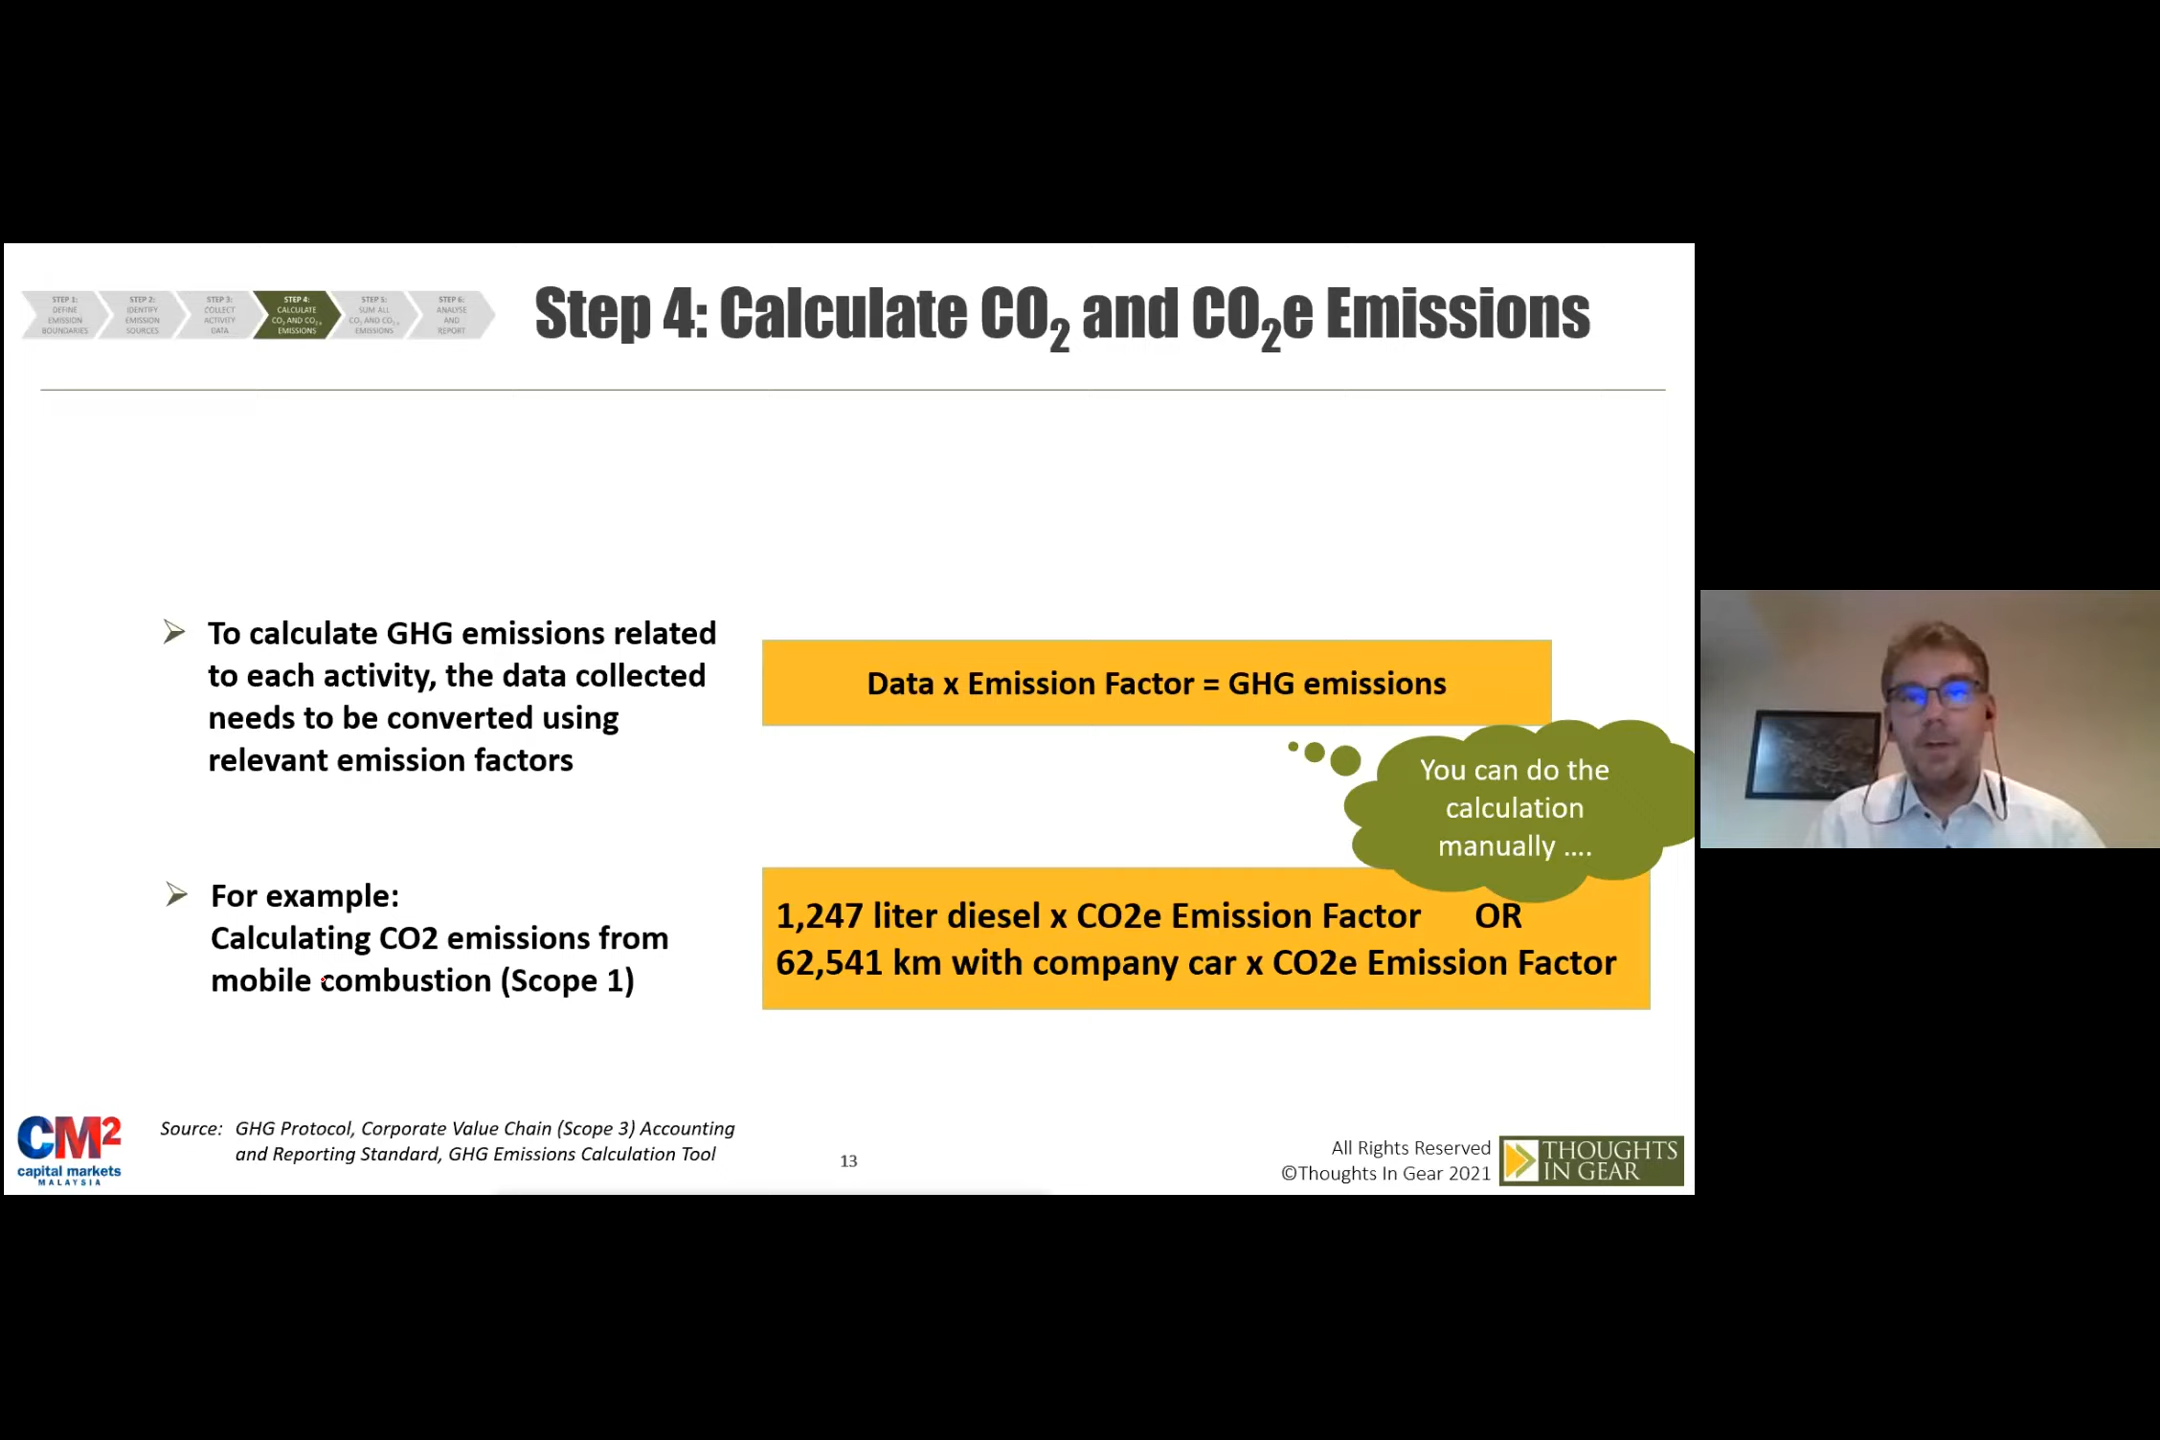 STEP 1:
DEFINE
EMISSION
BOUNDARIES
STEP 2:
IDENTIFY
EMISSION
SOURCES
STEP 3:
COLLECT
ACTIVITY
DATA
STEP 4:
CALCULATE
CO₂ AND CO₂ₑ
EMISSIONS
STEP 5:
SUM ALL
CO₂ AND CO₂ₑ
EMISSIONS
STEP 6:
ANALYSE
AND
REPORT
Step 4: Calculate CO₂ and CO₂e Emissions
To calculate GHG emissions related
to each activity, the data collected
needs to be converted using
relevant emission factors
Data x Emission Factor = GHG emissions
You can do the
calculation
manually ....
For example:
Calculating CO2 emissions from
mobile combustion (Scope 1)
1,247 liter diesel x CO2e Emission Factor OR
62,541 km with company car x CO2e Emission Factor
CM2
capital markets
MALAYSIA
Source: GHG Protocol, Corporate Value Chain (Scope 3) Accounting
and Reporting Standard, GHG Emissions Calculation Tool
13
All Rights Reserved
©Thoughts In Gear 2021
THOUGHTS
IN GEAR